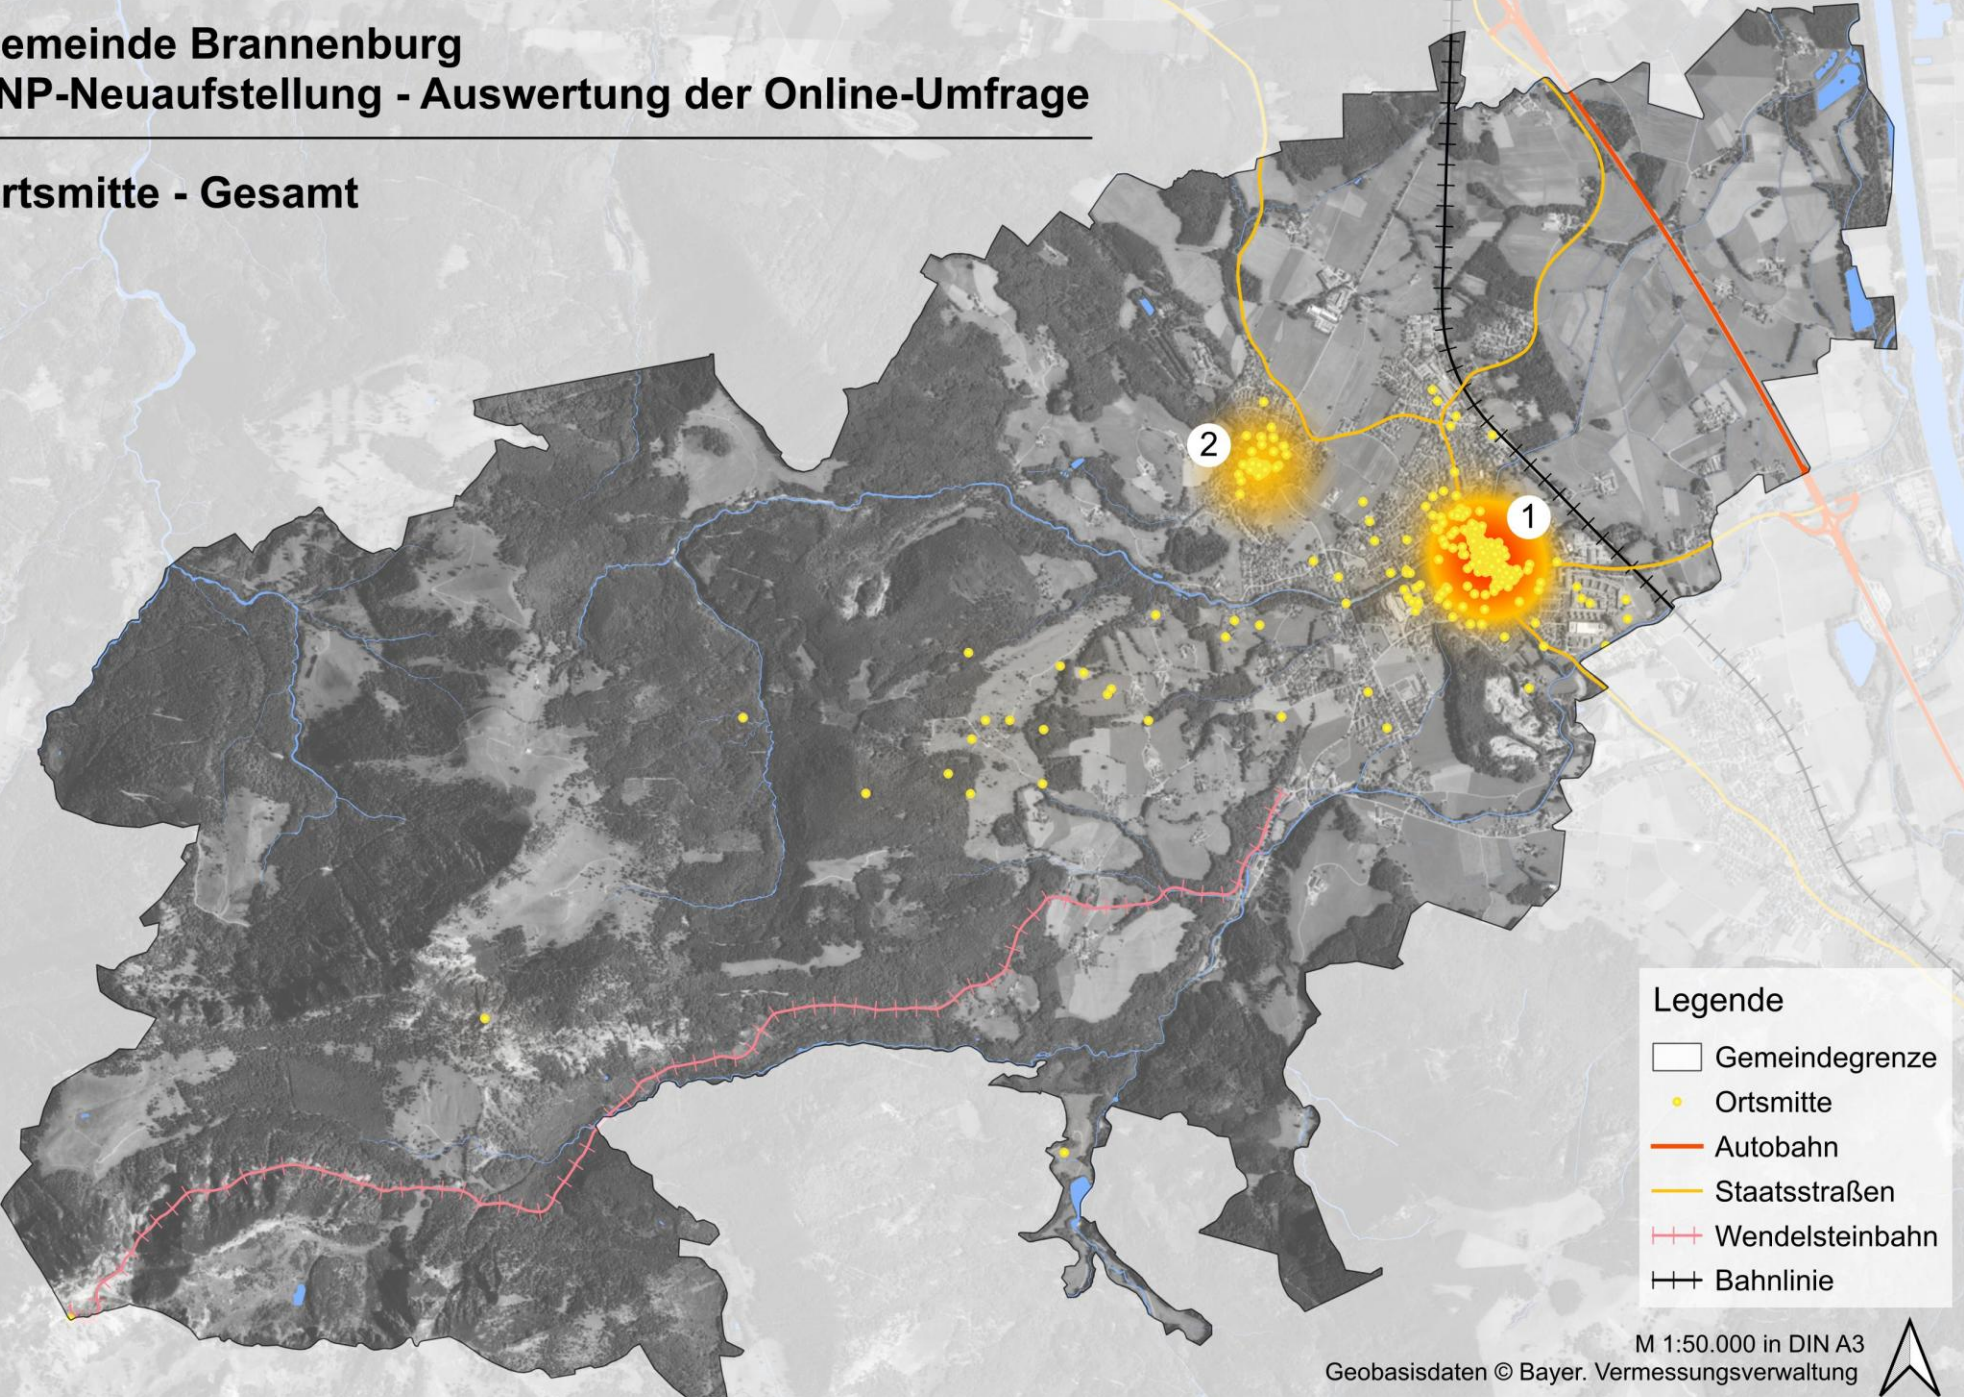 emeinde Brannenburg
NP-Neuaufstellung - Auswertung der Online-Umfrage
rtsmitte - Gesamt
2
1
Legende
Gemeindegrenze
Ortsmitte
Autobahn
Staatsstraßen
Wendelsteinbahn
Bahnlinie
M 1:50.000 in DIN A3
Geobasisdaten © Bayer. Vermessungsverwaltung